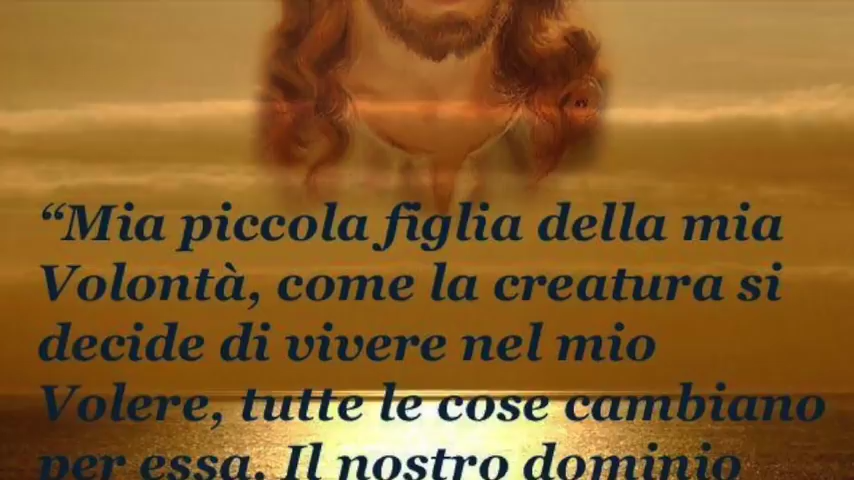 “Mia piccola figlia della mia
Volontà, come la creatura si
decide di vivere nel mio
Volere, tutte le cose cambiano
per essa. Il nostro dominio